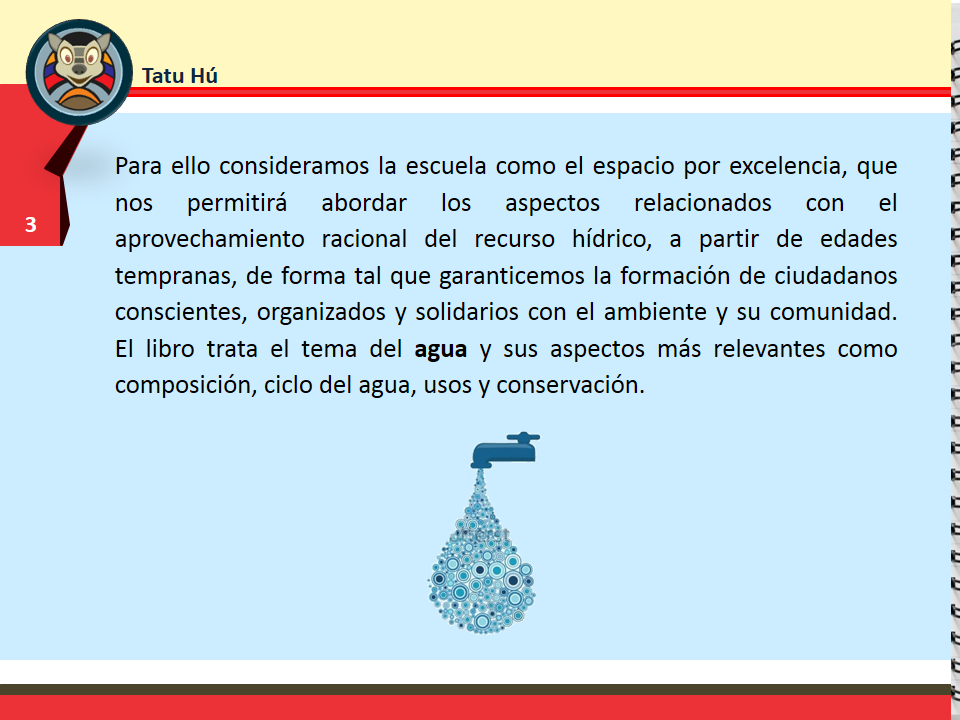 Tatu Hú
Para ello consideramos la escuela como el espacio por excelencia, que
nos permitirá abordar los aspectos relacionados con el
aprovechamiento racional del recurso hídrico, a partir de edades
tempranas, de forma tal que garanticemos la formación de ciudadanos
conscientes, organizados y solidarios con el ambiente y su comunidad.
El libro trata el tema del agua y sus aspectos más relevantes como
composición, ciclo del agua, usos y conservación.
3